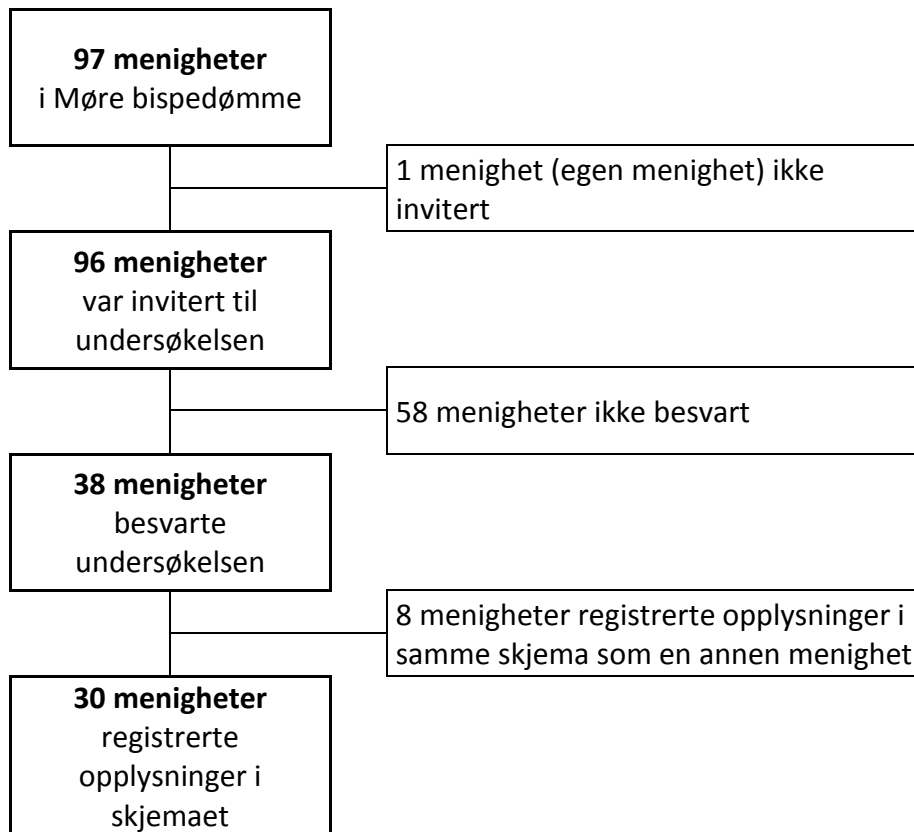 97 menigheter
i Møre bispedømme
1 menighet (egen menighet) ikke
invitert
96 menigheter
var invitert til
undersøkelsen
58 menigheter ikke besvart
38 menigheter
besvarte
undersøkelsen
8 menigheter registrerte opplysninger i
samme skjema som en annen menighet
30 menigheter
registrerte
opplysninger i
skjemaet